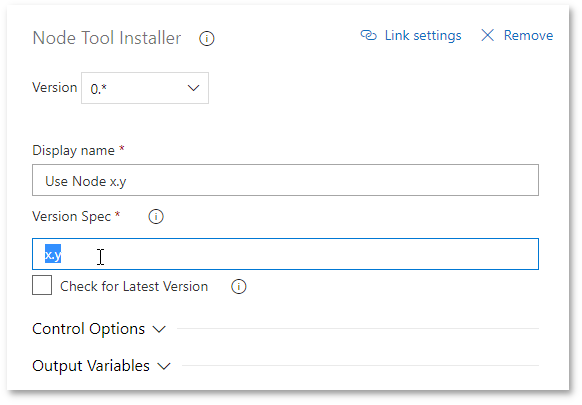 Node Tool Installer
Link settings
Remove
Version 0.*
Display name *
Use Node x.y
Version Spec *
x.y
Check for Latest Version
Control Options
Output Variables